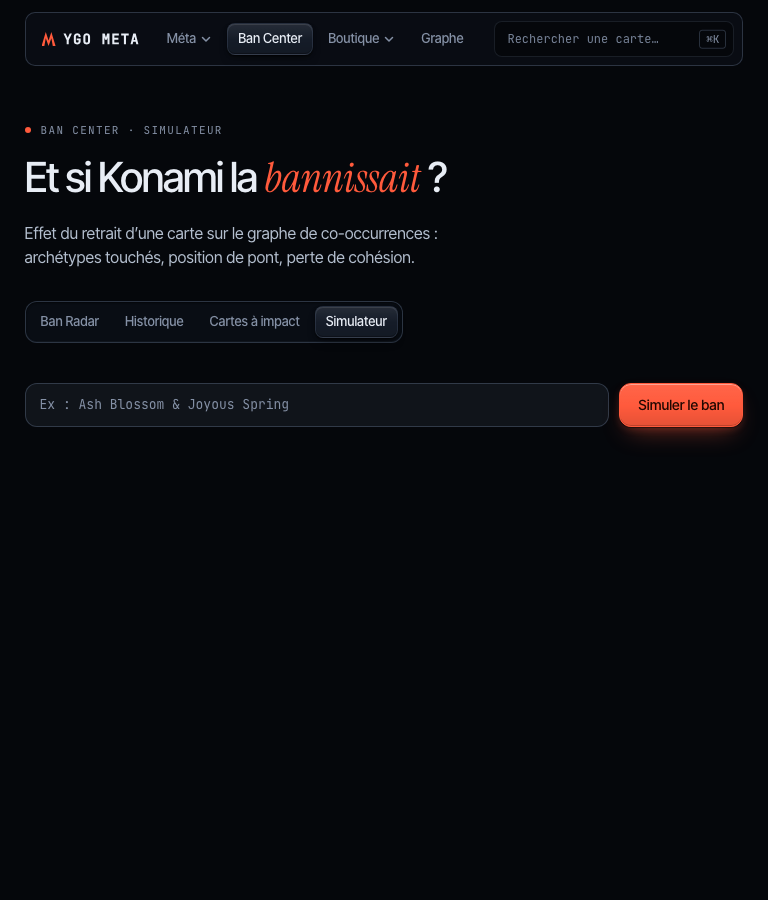 YGO META
Méta
Ban Center
Boutique
Graphe
Rechercher une carte…
⌘K
BAN CENTER · SIMULATEUR
Et si Konami la bannissait ?
Effet du retrait d’une carte sur le graphe de co-occurrences :
archétypes touchés, position de pont, perte de cohésion.
Ban Radar
Historique
Cartes à impact
Simulateur
Ex : Ash Blossom & Joyous Spring
Simuler le ban